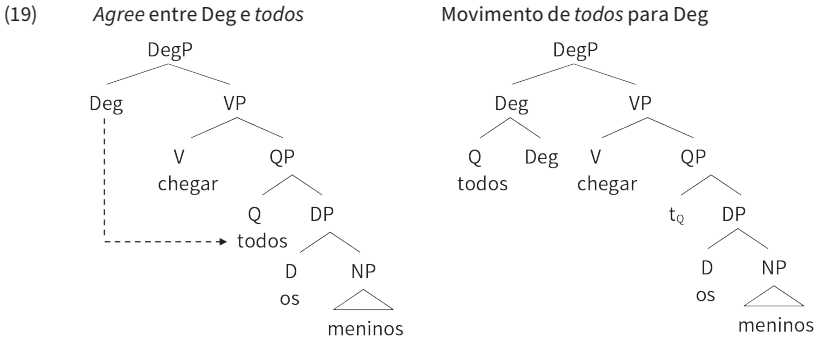 (19) Agree entre Deg e todos Movimento de todos para Deg
DegP DegP
Deg VP Deg VP
V QP Q Deg V QP
chegar todos chegar
Q DP t_Q DP
todos
D NP D NP
os os
meninos meninos